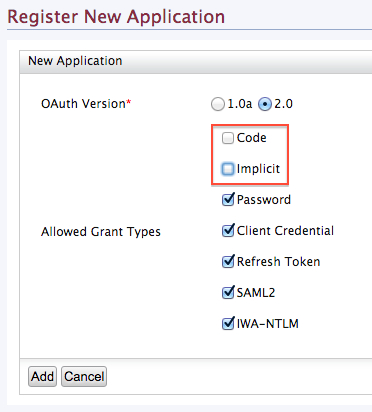 Register New Application
New Application
OAuth Version* 1.0a 2.0
Code
Implicit
Password
Allowed Grant Types Client Credential
Refresh Token
SAML2
IWA-NTLM
Add Cancel